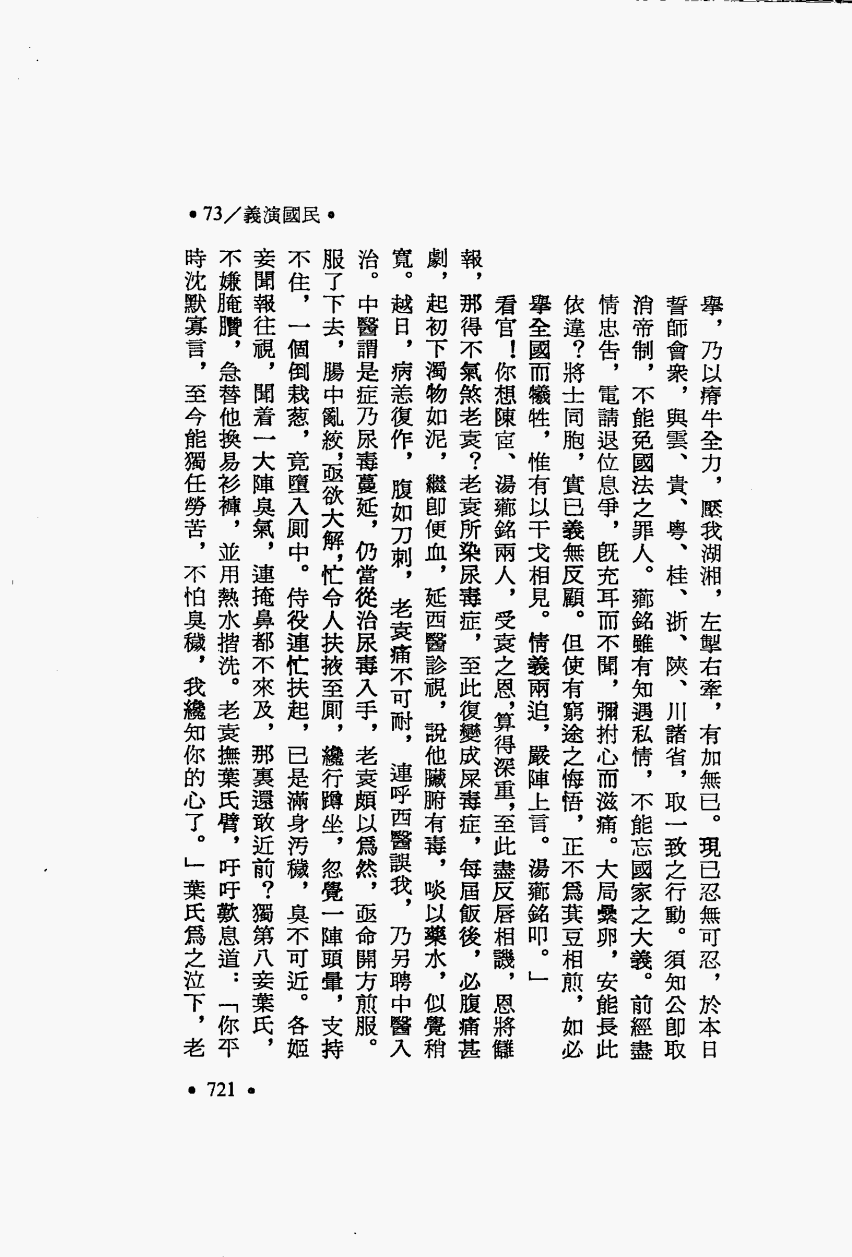 •73/義演國民•
舉，乃以瘠牛全力，壓我湖湘，左掣右牽，有加無已。現已忍無可忍，於本日
誓師會衆，與雲、貴、粵、桂、浙、陝、川諸省，取一致之行動。須知公卽取
消帝制，不能免國法之罪人。薌銘雖有知遇私情，不能忘國家之大義。前經盡
情忠告，電請退位息爭，旣充耳而不聞，彌拊心而滋痛。大局纍卵，安能長此
依違？將士同胞，實已義無反顧。但使有窮途之悔悟，正不爲萁豆相煎，如必
舉全國而犧牲，惟有以干戈相見。情義兩迫，嚴陣上言。湯薌銘叩。」
看官！你想陳宧、湯薌銘兩人，受袁之恩，算得深重，至此盡反唇相譏，恩將讎
報，那得不氣煞老袁？老袁所染尿毒症，至此復變成屎毒症，每屆飯後，必腹痛甚
劇，起初下濁物如泥，繼卽便血，延西醫診視，說他臟腑有毒，啖以藥水，似覺稍
寬。越日，病恙復作，腹如刀刺，老袁痛不可耐，連呼西醫誤我，乃另聘中醫入
治。中醫謂是症乃尿毒蔓延，仍當從治尿毒入手，老袁頗以爲然，亟命開方煎服。
服了下去，腸中亂絞，亟欲大解，忙令人扶掖至厠，纔行蹲坐，忽覺一陣頭暈，支持
不住，一個倒栽葱，竟墮入厠中。侍役連忙扶起，已是滿身汚穢，臭不可近。各姬
妾聞報往視，聞着一大陣臭氣，連掩鼻都不來及，那裏還敢近前？獨第八妾葉氏，
不嫌腌臢，急替他換易衫褲，並用熱水揩洗。老袁撫葉氏臂，吁吁歎息道：「你平
時沈默寡言，至今能獨任勞苦，不怕臭穢，我纔知你的心了。」葉氏爲之泣下，老
•721•